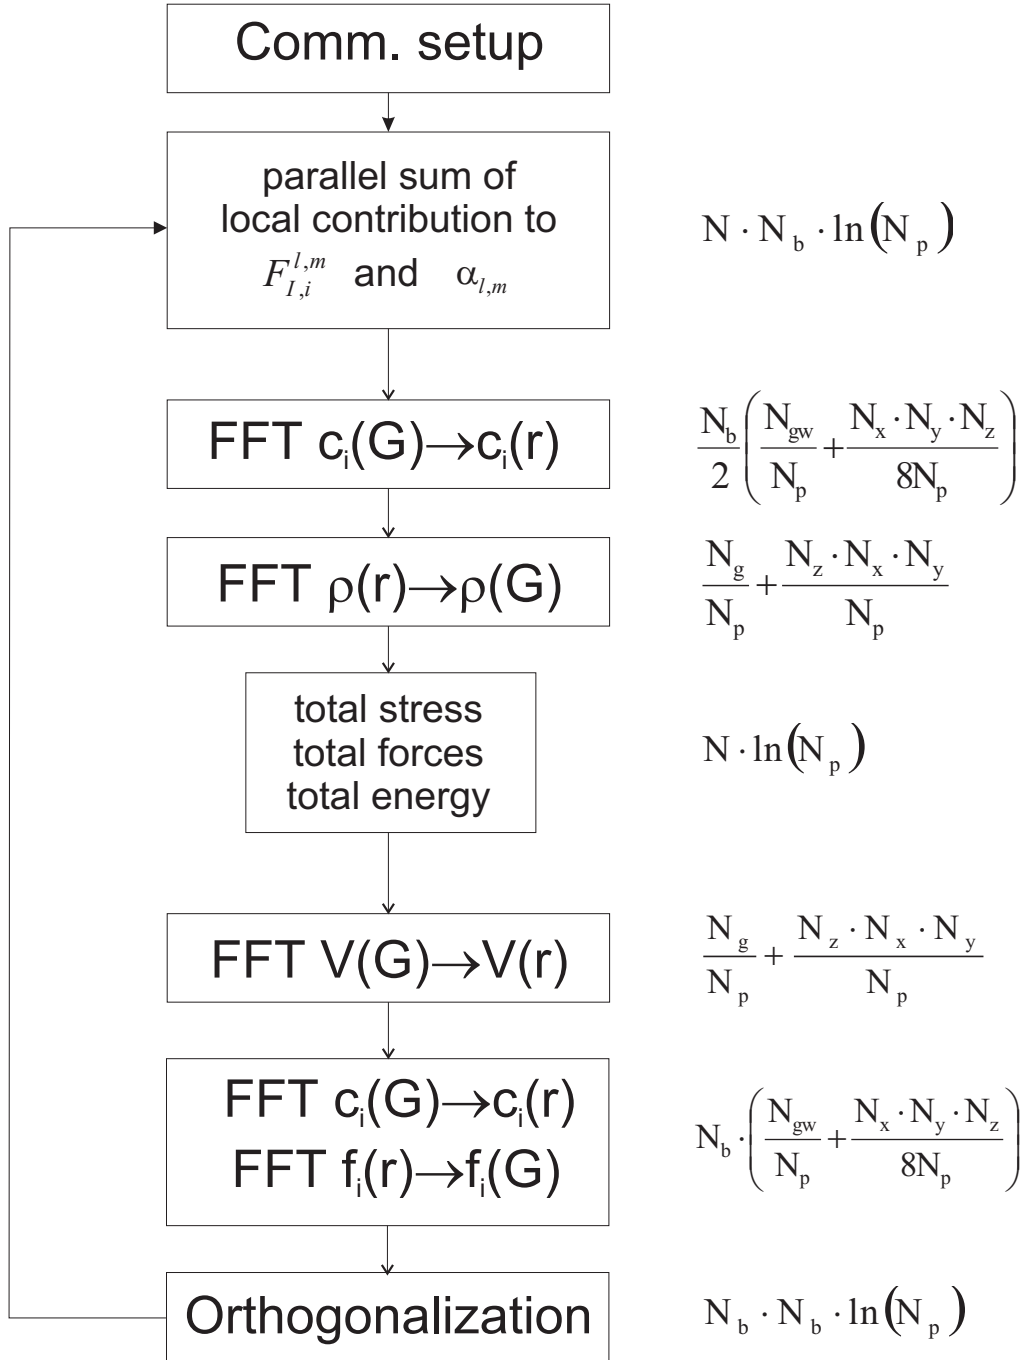 Comm. setup
parallel sum of
local contribution to
F_{I,i}^{l,m} and α_{l,m}
N · N_b · ln(N_p)
FFT c_i(G)→c_i(r)
N_b/2 (N_gw/N_p + N_x · N_y · N_z/8N_p)
FFT ρ(r)→ρ(G)
N_g/N_p + N_z · N_x · N_y/N_p
total stress
total forces
total energy
N · ln(N_p)
FFT V(G)→V(r)
N_g/N_p + N_z · N_x · N_y/N_p
FFT c_i(G)→c_i(r)
FFT f_i(r)→f_i(G)
N_b · (N_gw/N_p + N_x · N_y · N_z/8N_p)
Orthogonalization
N_b · N_b · ln(N_p)